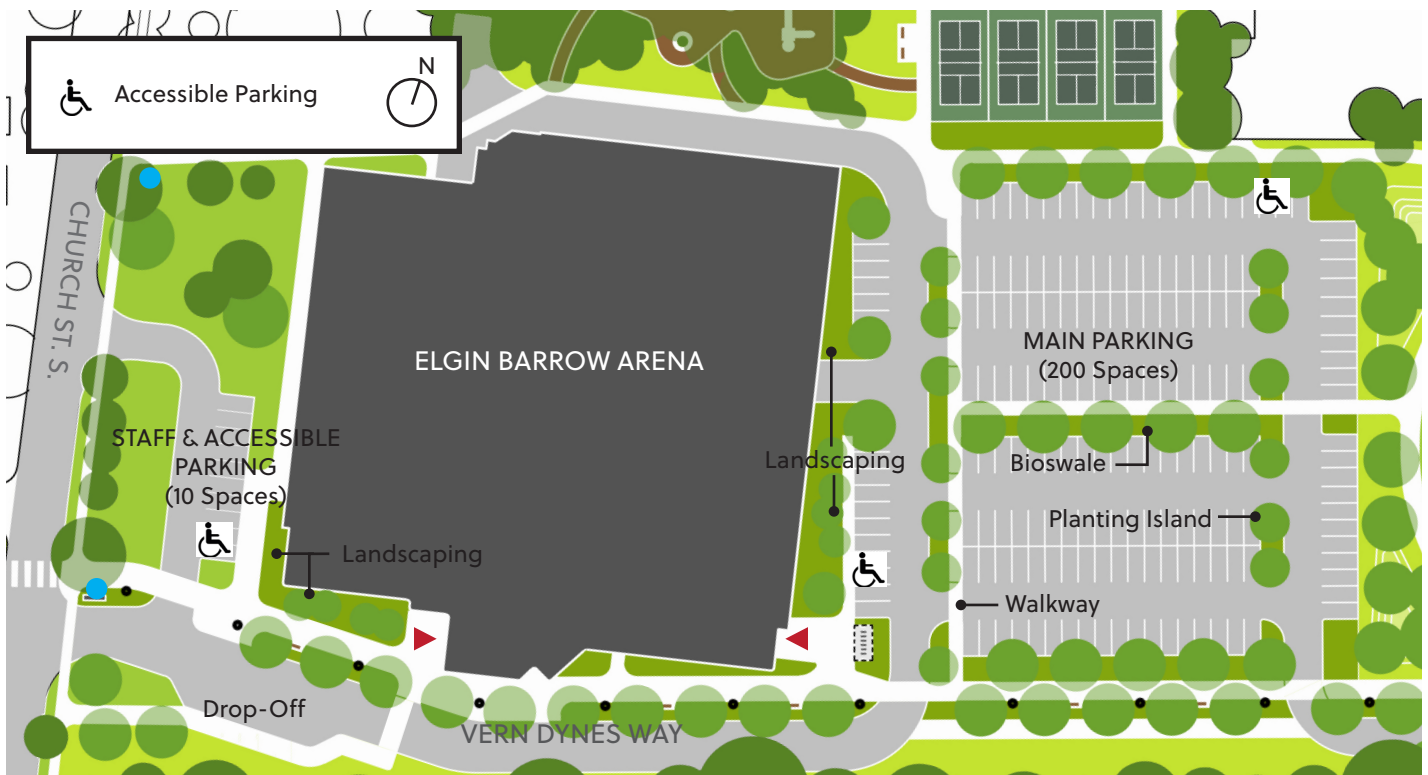 N
Accessible Parking
CHURCH ST. S.
ELGIN BARROW ARENA
MAIN PARKING
(200 Spaces)
STAFF & ACCESSIBLE
PARKING
(10 Spaces)
Landscaping
Bioswale
Planting Island
Landscaping
Walkway
Drop-Off
VERN DYNES WAY